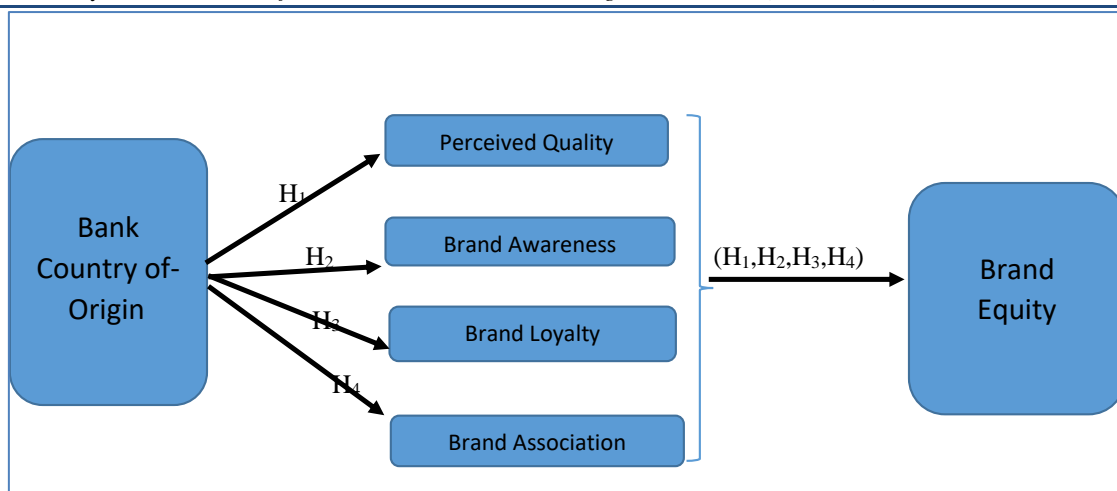 Bank
Country of-
Origin
H₁
H₂
H₃
H₄
Perceived Quality
Brand Awareness
Brand Loyalty
Brand Association
(H₁,H₂,H₃,H₄)
Brand
Equity